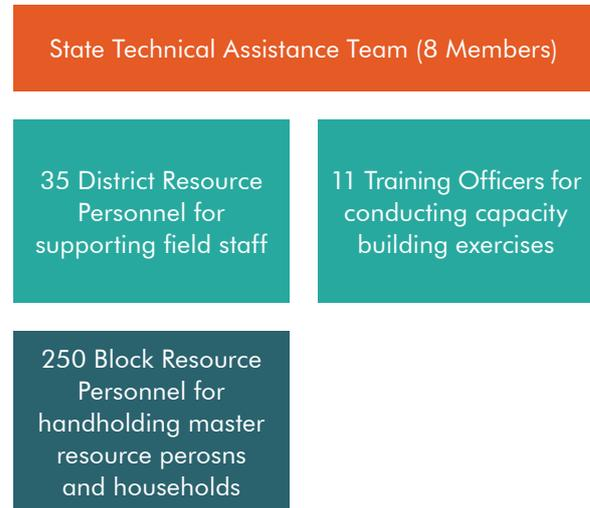 State Technical Assistance Team (8 Members)
35 District Resource
Personnel for
supporting field staff
11 Training Officers for
conducting capacity
building exercises
250 Block Resource
Personnel for
handholding master
resource perosns
and households